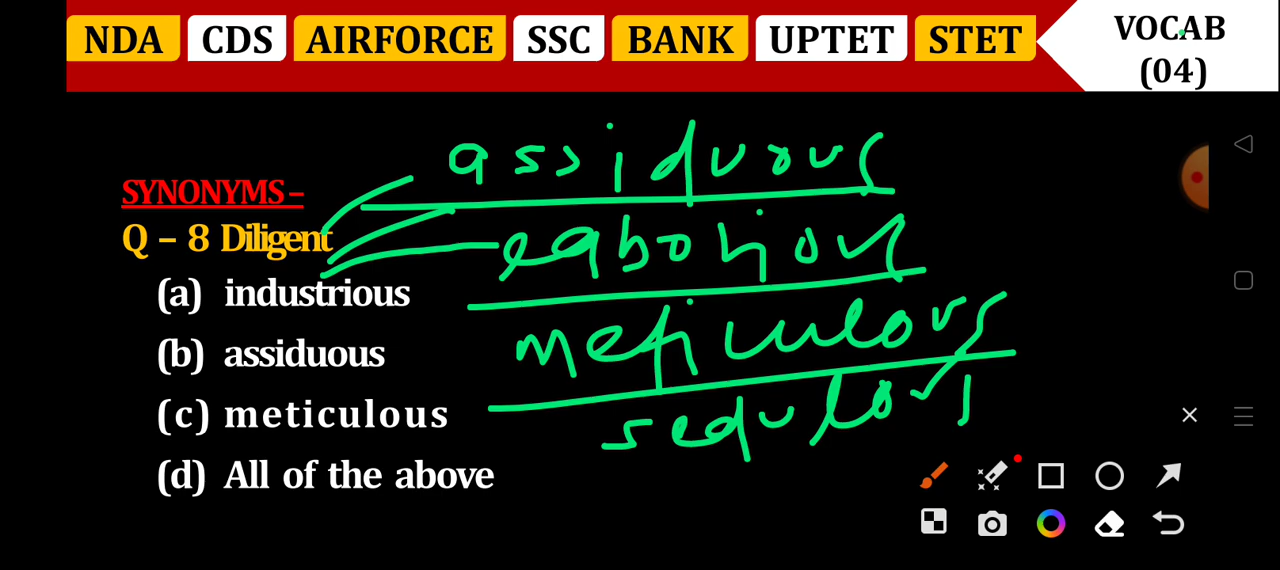 NDA CDS AIRFORCE SSC BANK UPTET STET
VOCAB
(04)
assiduous
SYNONYMS –
Q – 8 Diligent
laborious
(a) industrious
meticulous
(b) assiduous
sedulous
(c) meticulous
(d) All of the above